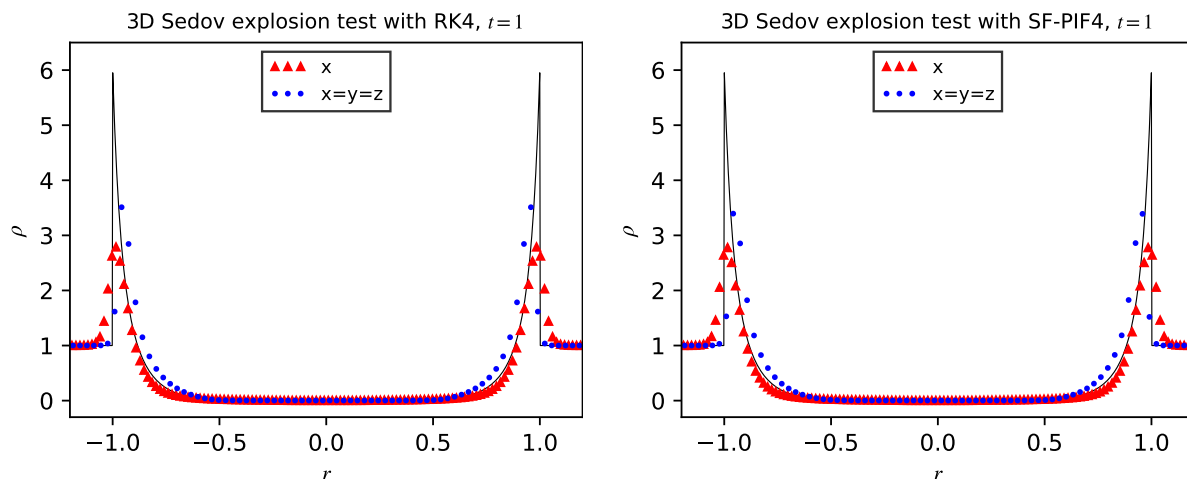 3D Sedov explosion test with RK4, t=1
x
x=y=z
6
5
4
3
2
1
0
ρ
−1.0 −0.5 0.0 0.5 1.0
r
3D Sedov explosion test with SF-PIF4, t=1
x
x=y=z
6
5
4
3
2
1
0
ρ
−1.0 −0.5 0.0 0.5 1.0
r